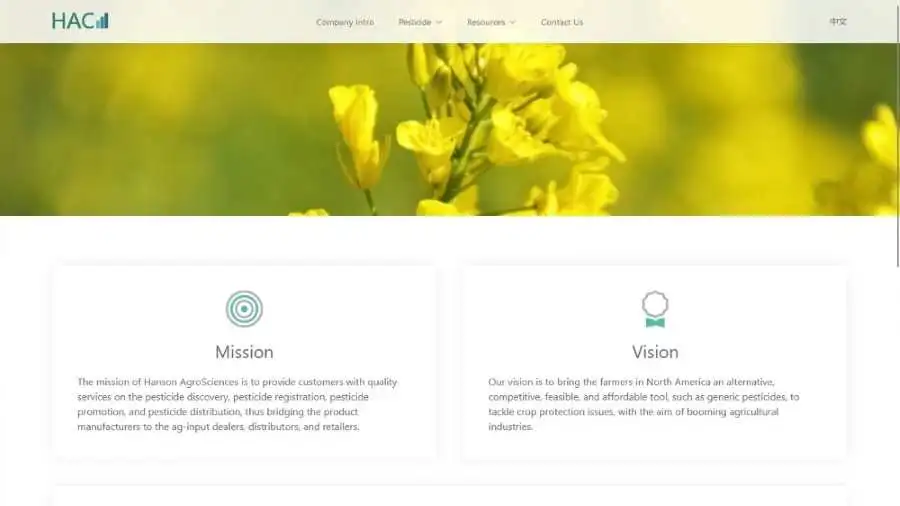 HAC
Company Intro Pesticide Resources Contact Us 中文
Mission
The mission of Hanson AgroSciences is to provide customers with quality
services on the pesticide discovery, pesticide registration, pesticide
promotion, and pesticide distribution, thus bridging the product
manufacturers to the ag-input dealers, distributors, and retailers.
Vision
Our vision is to bring the farmers in North America an alternative,
competitive, feasible, and affordable tool, such as generic pesticides, to
tackle crop protection issues, with the aim of booming agricultural
industries.